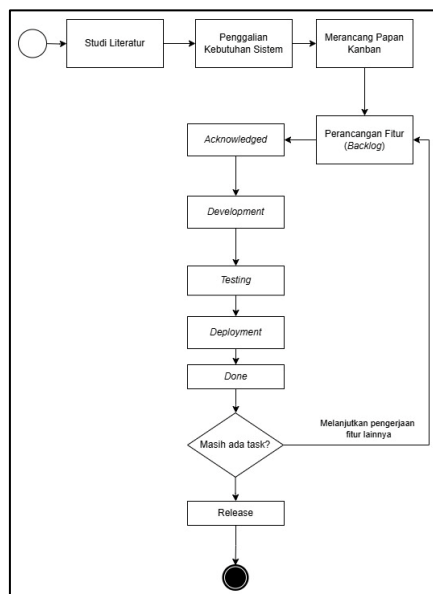 Studi Literatur
Penggalian
Kebutuhan Sistem
Merancang Papan
Kanban
Perancangan Fitur
(Backlog)
Acknowledged
Development
Testing
Deployment
Done
Masih ada task?
Melanjutkan pengerjaan
fitur lainnya
Release